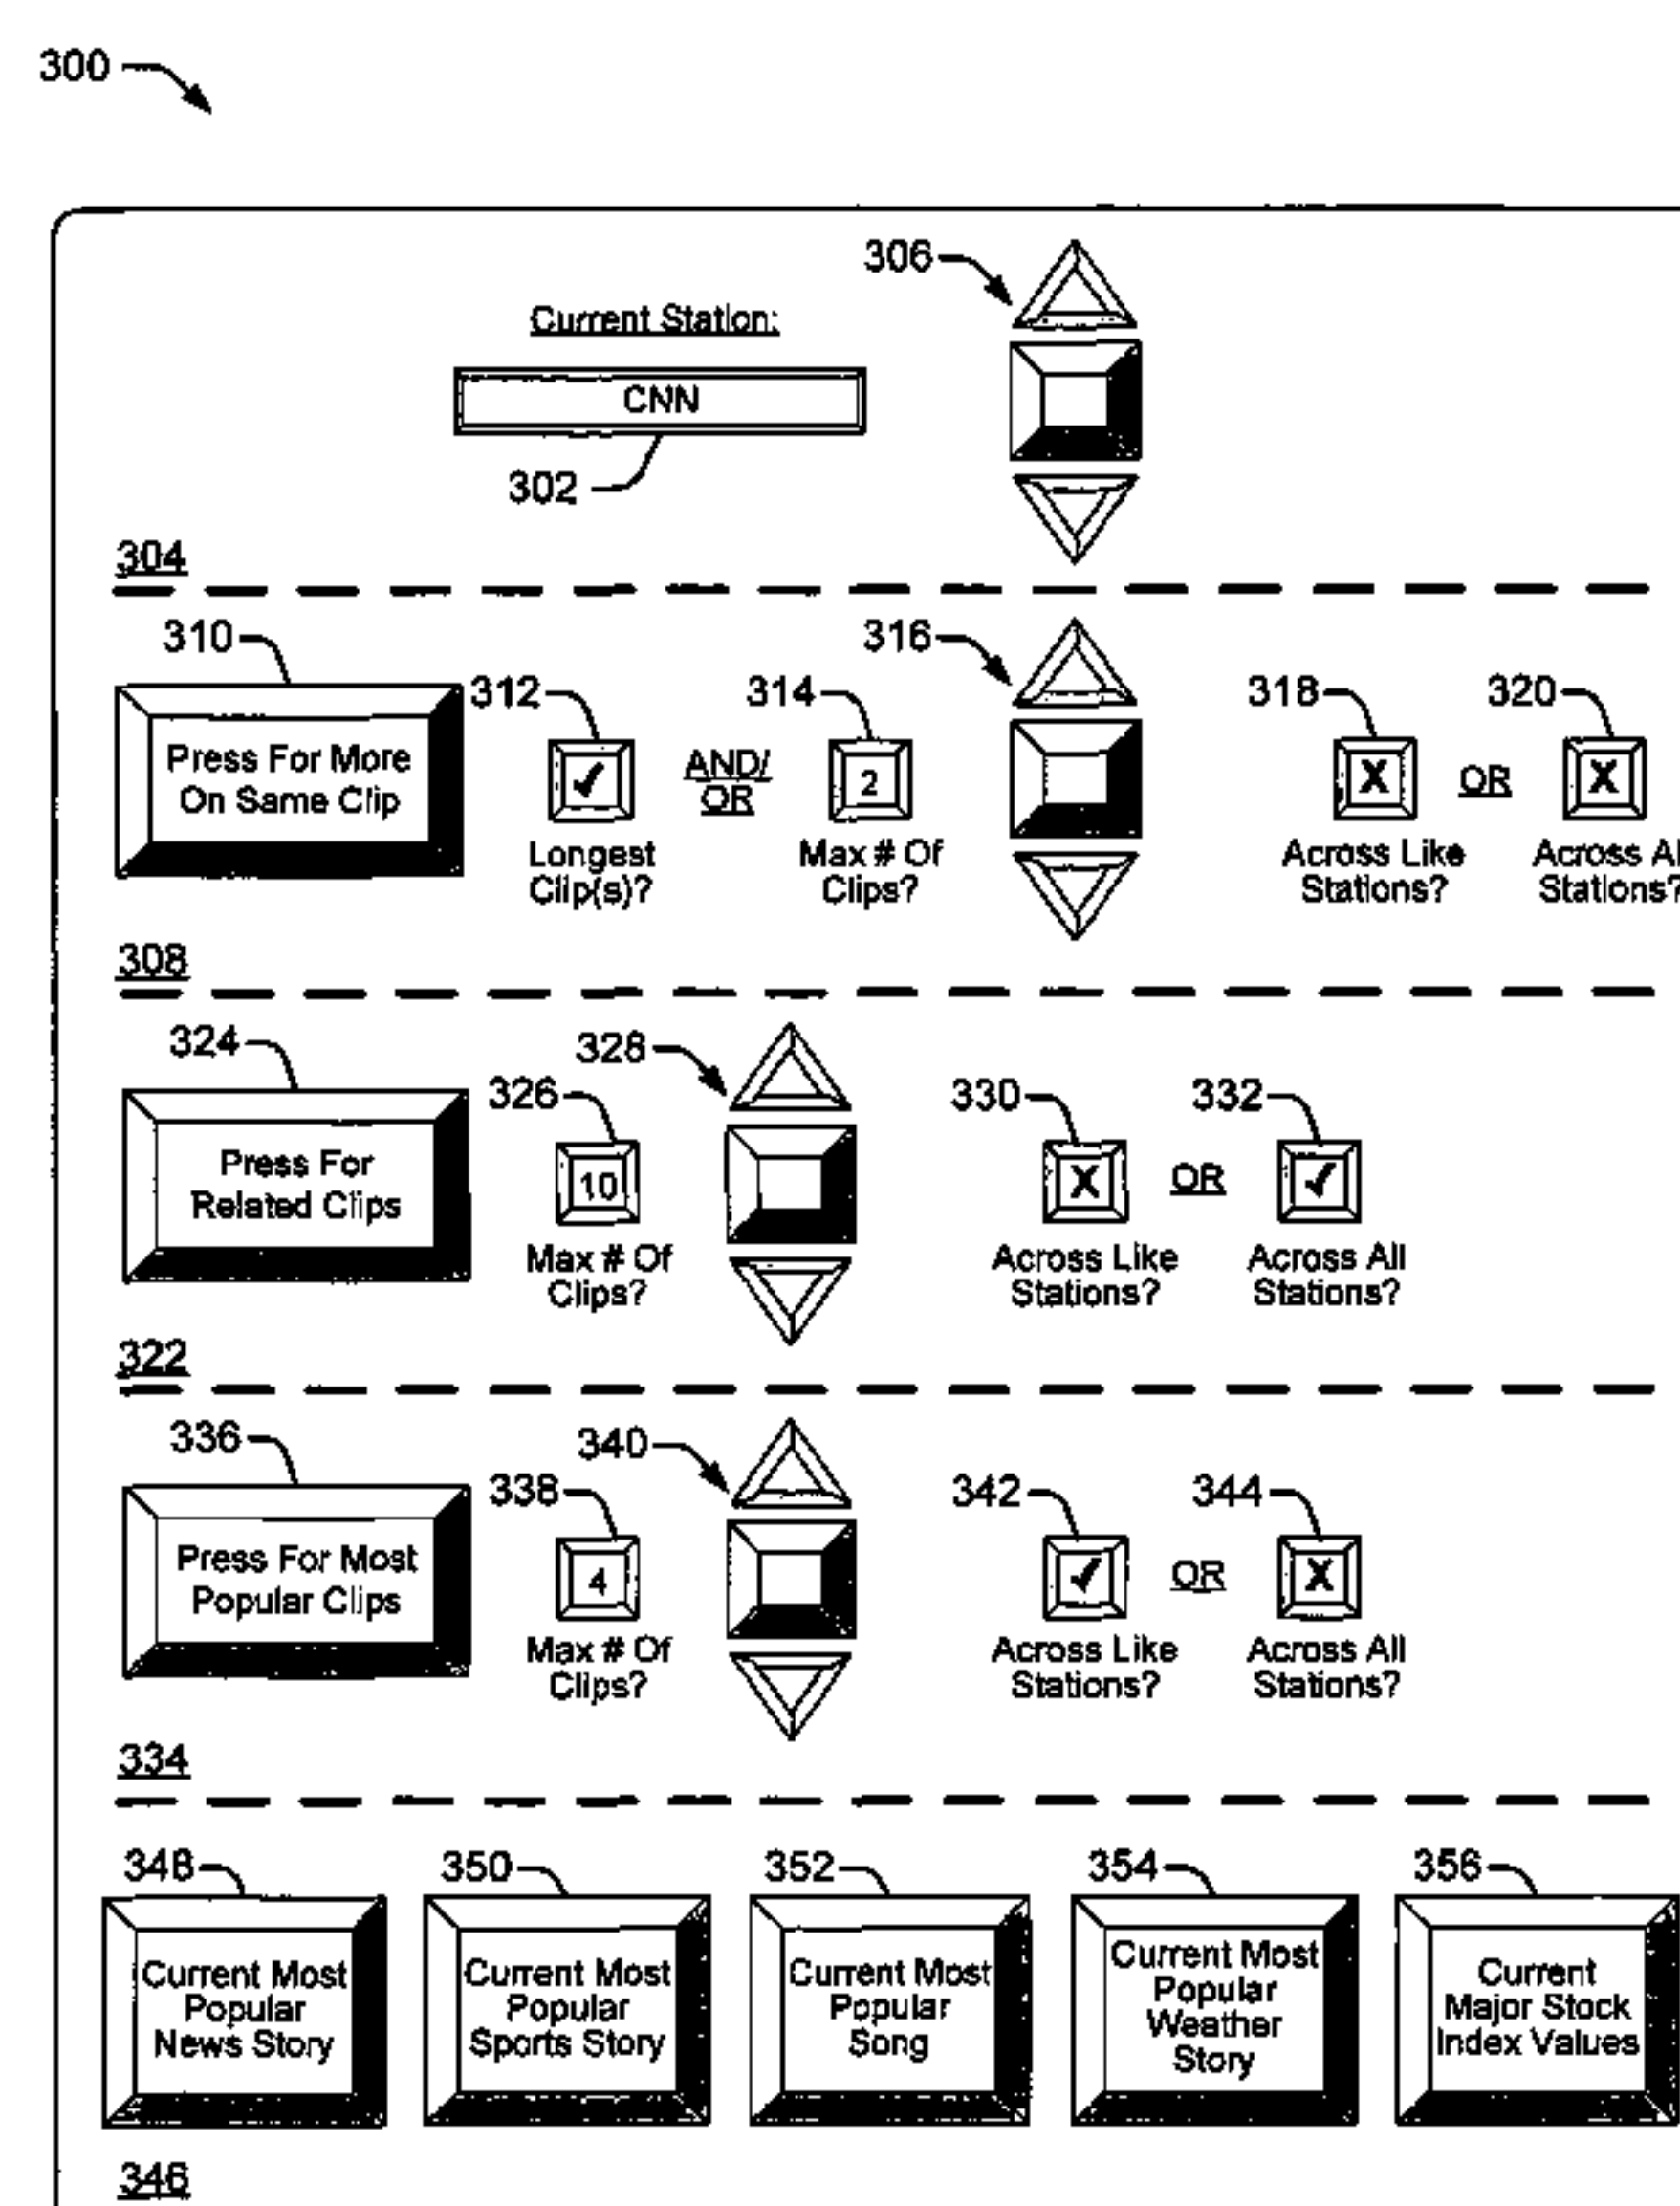 300
306
Current Station:
CNN
302
304
310
312
314
316
318
320
Press For More
On Same Clip
✓
AND/
OR
2
X
OR
X
Longest
Clip(s)?
Max # Of
Clips?
Across Like
Stations?
Across Al
Stations?
308
324
326
328
330
332
Press For
Related Clips
10
X
OR
✓
Max # Of
Clips?
Across Like
Stations?
Across All
Stations?
322
336
338
340
342
344
Press For Most
Popular Clips
4
✓
OR
X
Max # Of
Clips?
Across Like
Stations?
Across All
Stations?
334
348
350
352
354
356
Current Most
Popular
News Story
Current Most
Popular
Sports Story
Current Most
Popular
Song
Current Most
Popular
Weather
Story
Current
Major Stock
Index Values
346